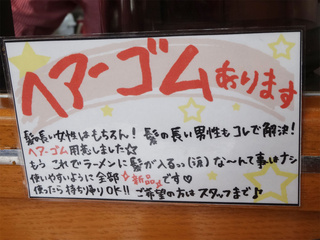 ヘアーゴムあります
髪の長い女性はもちろん！髪の長い男性もコレで解決！
ヘアーゴム用意しました☆
もう これでラーメンに髪が入るぃ(泣)な〜んて事はナシ
使いやすいように全部新品です♡
使ったら持ち帰りOK!! ご希望の方はスタッフまで♪